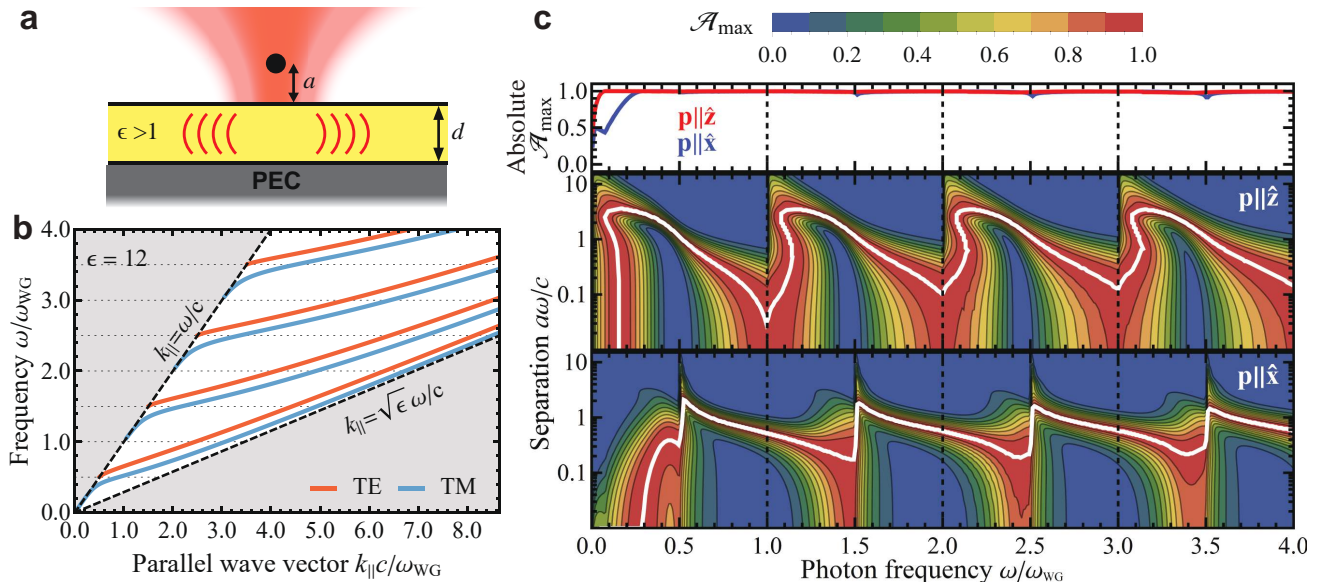 a
a
ϵ >1
d
PEC
b
4.0
3.0
2.0
1.0
0.0
Frequency ω/ω_WG
ϵ = 12
k_||=ω/c
k_||=√ϵ ω/c
TE
TM
0.0 1.0 2.0 3.0 4.0 5.0 6.0 7.0 8.0
Parallel wave vector k_||c/ω_WG
c
𝒜_max
0.0 0.2 0.4 0.6 0.8 1.0
Absolute
𝒜_max
1.0
0.5
0.0
p||ẑ
p||x̂
Separation aω/c
10
1
0.1
p||ẑ
10
1
0.1
p||x̂
0.0 0.5 1.0 1.5 2.0 2.5 3.0 3.5 4.0
Photon frequency ω/ω_WG